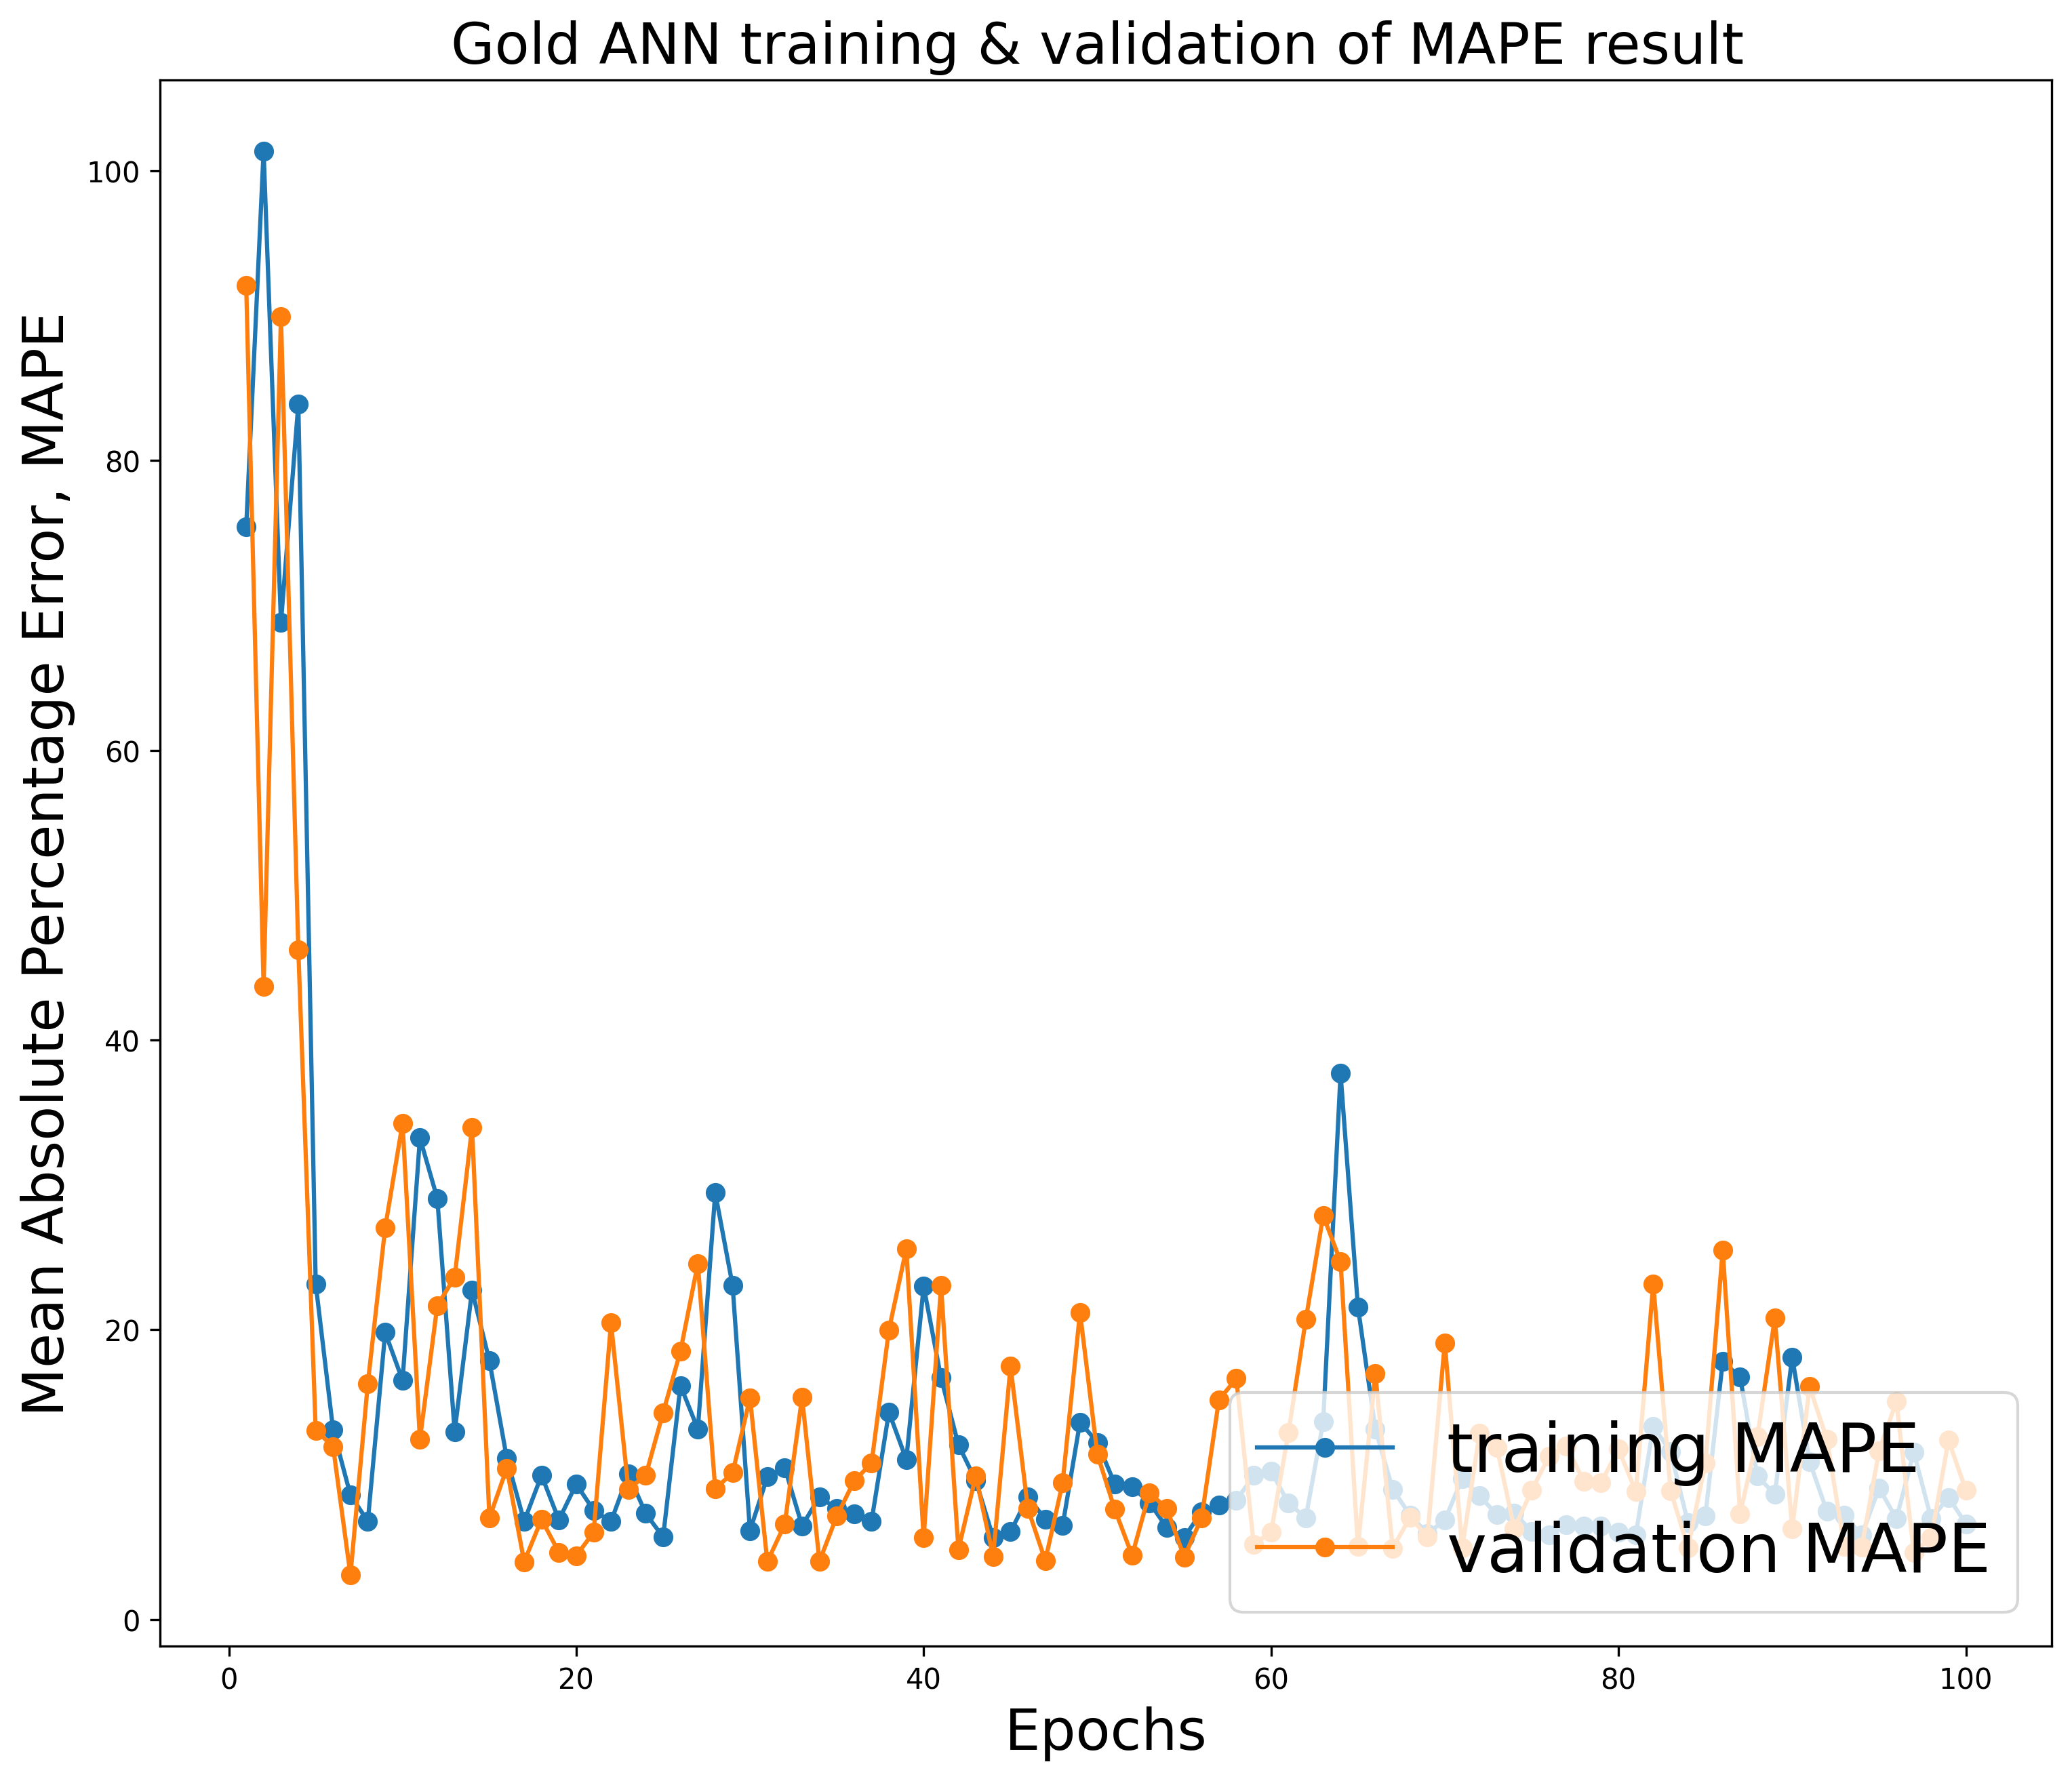 Gold ANN training & validation of MAPE result
Mean Absolute Percentage Error, MAPE
100
80
60
40
20
0
training MAPE
validation MAPE
0 20 40 60 80 100
Epochs